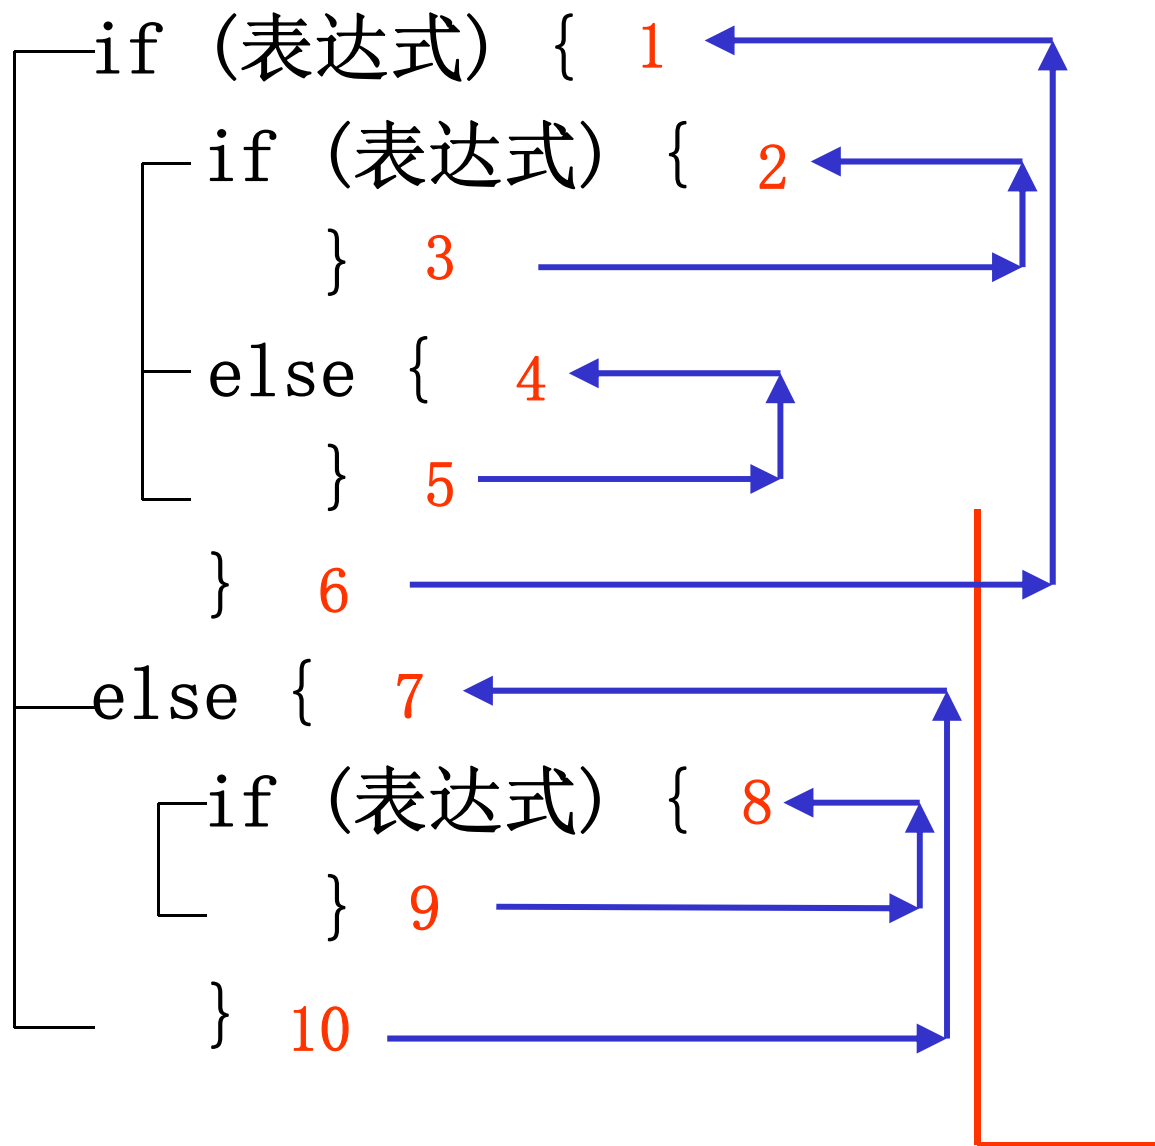 if (表达式) { 1
if (表达式) { 2
} 3
else { 4
} 5
} 6
else { 7
if (表达式) { 8
} 9
} 10